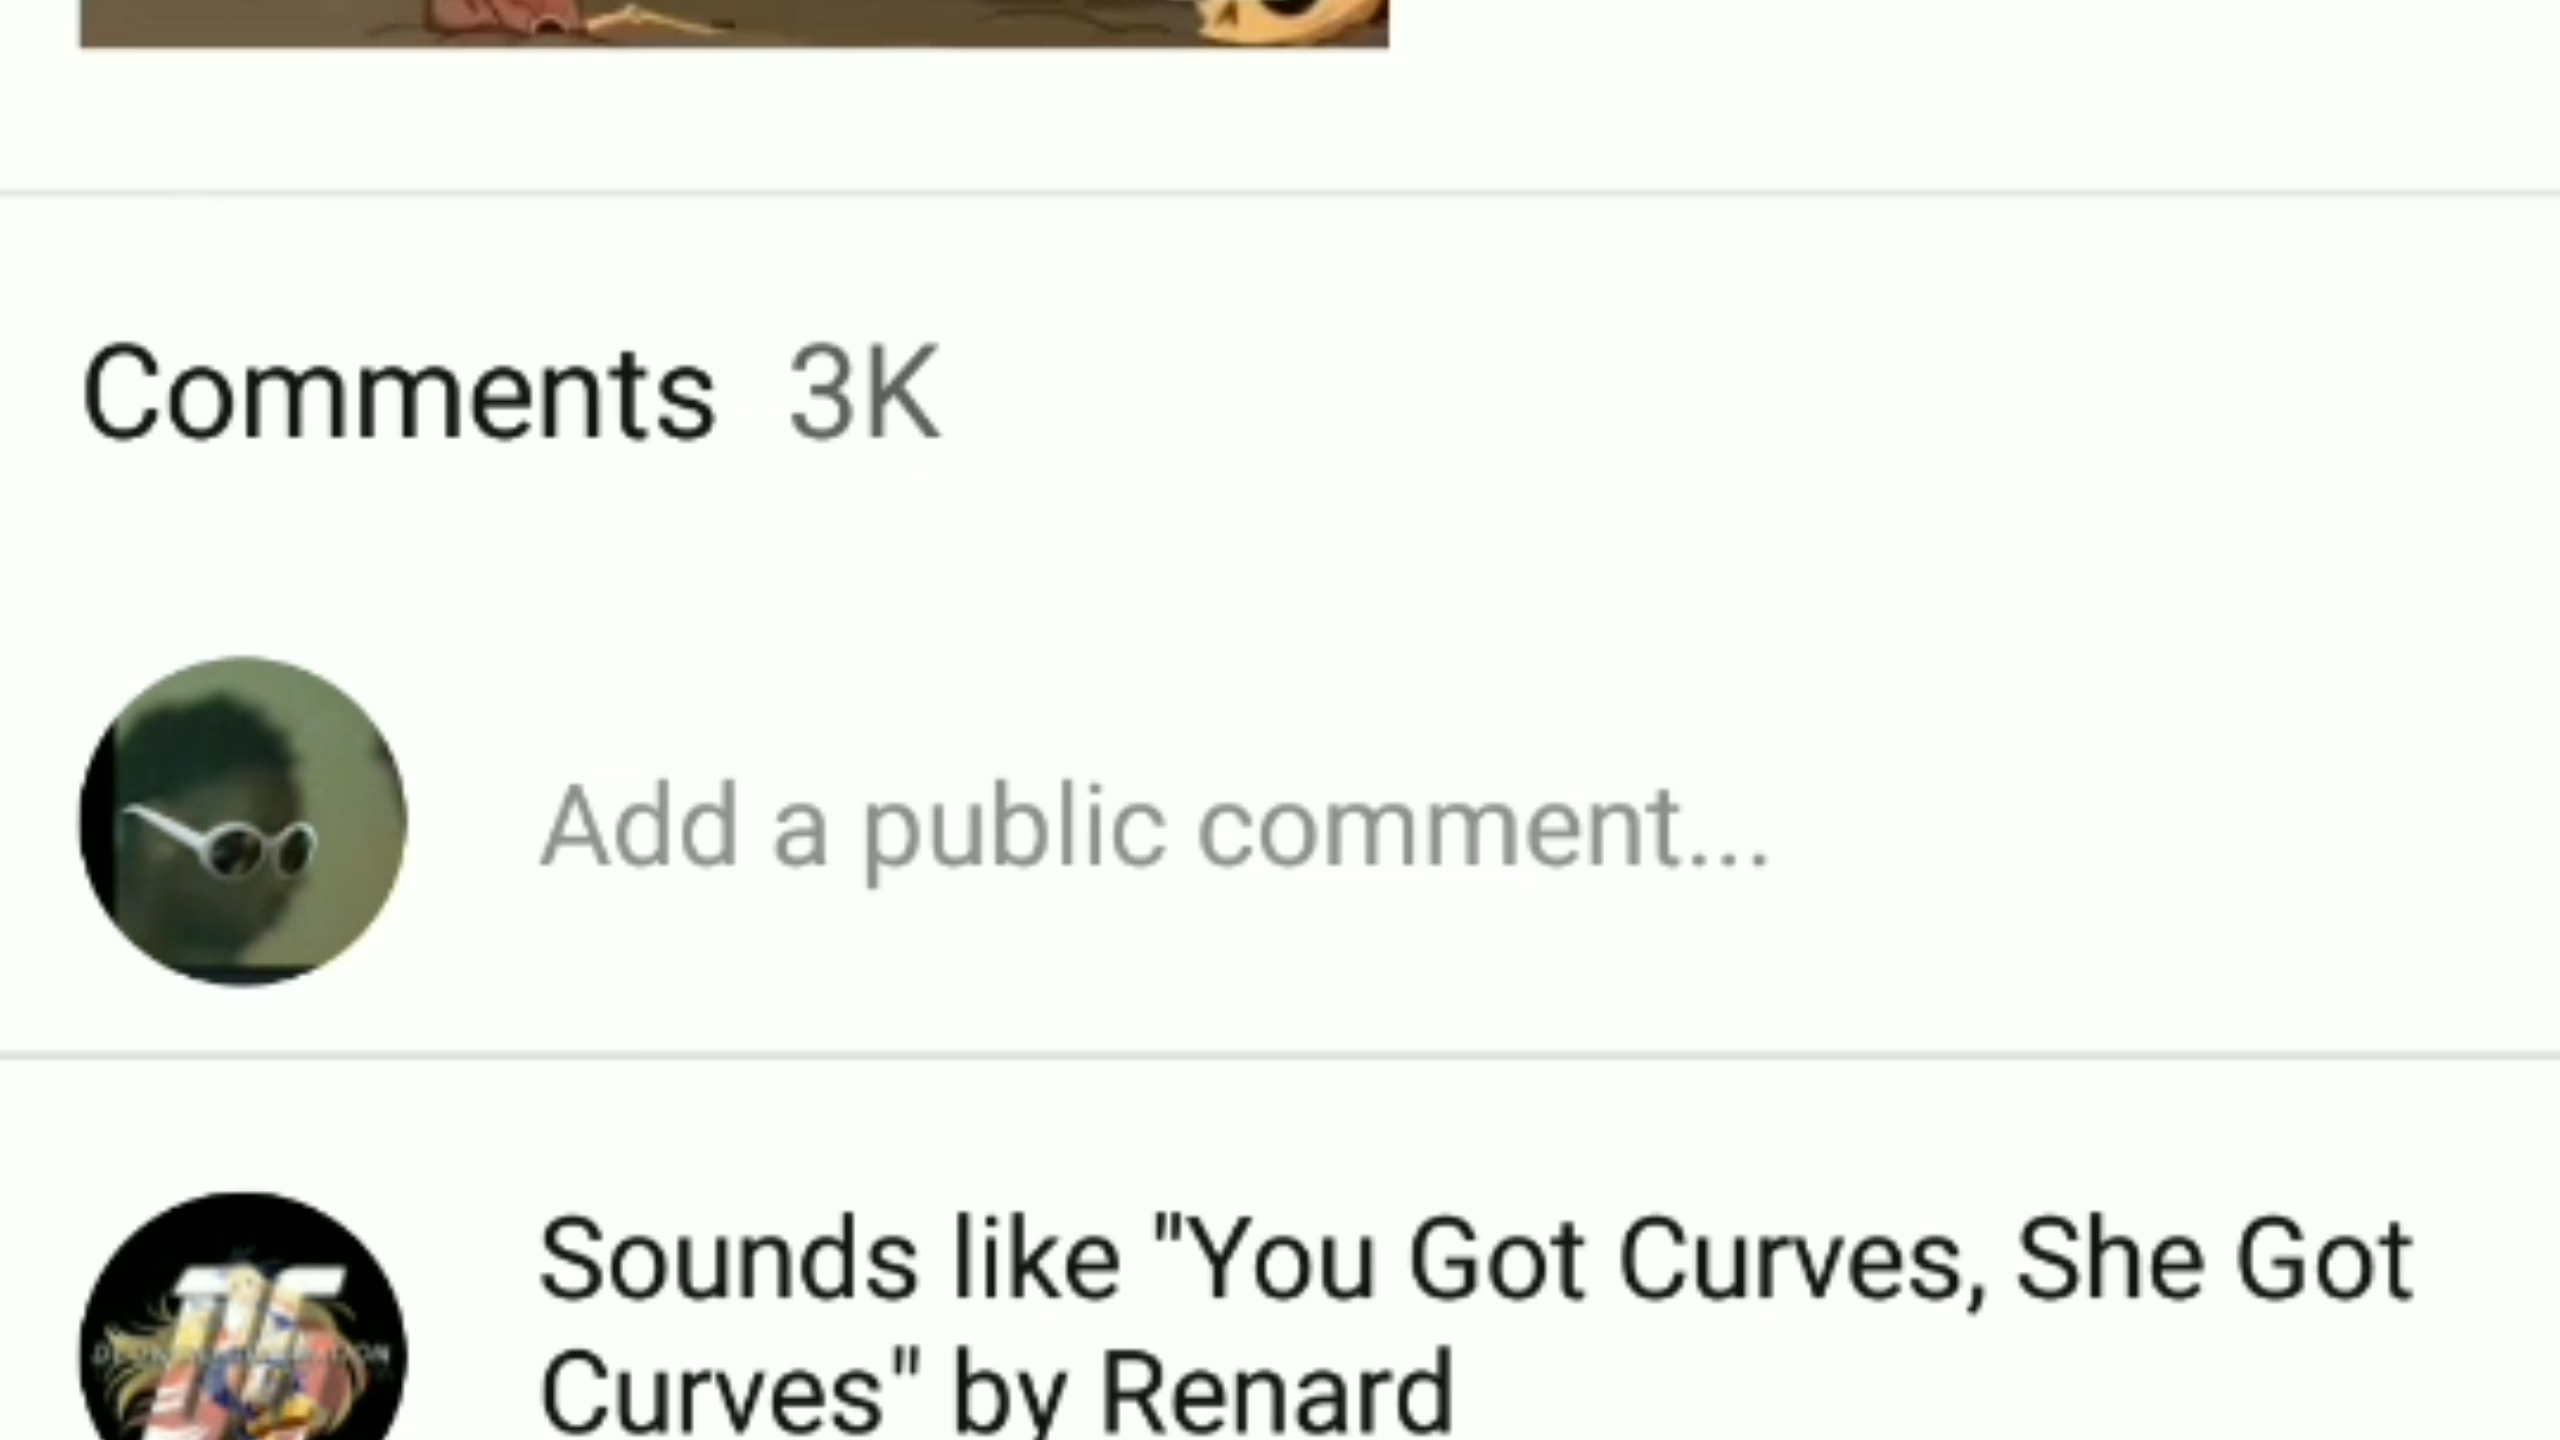 Comments 3K
Add a public comment...
Sounds like "You Got Curves, She Got
Curves" by Renard